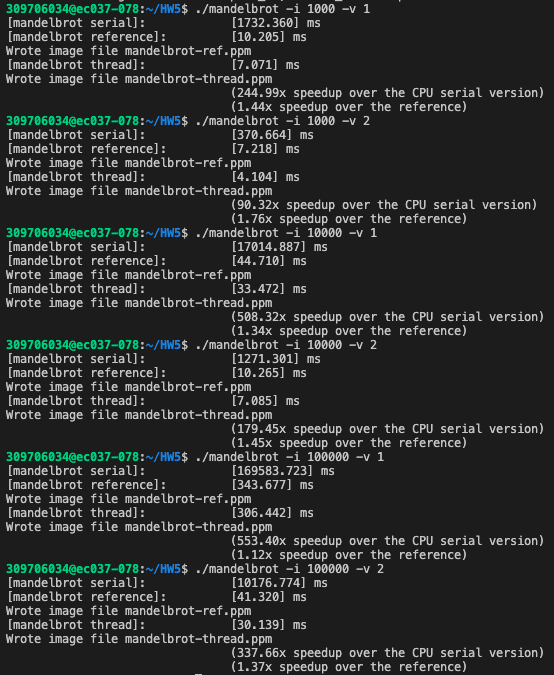 309706034@ec037-078:~/HW5$ ./mandelbrot -i 1000 -v 1
[mandelbrot serial]: [1732.360] ms
[mandelbrot reference]: [10.205] ms
Wrote image file mandelbrot-ref.ppm
[mandelbrot thread]: [7.071] ms
Wrote image file mandelbrot-thread.ppm
(244.99x speedup over the CPU serial version)
(1.44x speedup over the reference)
309706034@ec037-078:~/HW5$ ./mandelbrot -i 1000 -v 2
[mandelbrot serial]: [370.664] ms
[mandelbrot reference]: [7.218] ms
Wrote image file mandelbrot-ref.ppm
[mandelbrot thread]: [4.104] ms
Wrote image file mandelbrot-thread.ppm
(90.32x speedup over the CPU serial version)
(1.76x speedup over the reference)
309706034@ec037-078:~/HW5$ ./mandelbrot -i 10000 -v 1
[mandelbrot serial]: [17014.887] ms
[mandelbrot reference]: [44.710] ms
Wrote image file mandelbrot-ref.ppm
[mandelbrot thread]: [33.472] ms
Wrote image file mandelbrot-thread.ppm
(508.32x speedup over the CPU serial version)
(1.34x speedup over the reference)
309706034@ec037-078:~/HW5$ ./mandelbrot -i 10000 -v 2
[mandelbrot serial]: [1271.301] ms
[mandelbrot reference]: [10.265] ms
Wrote image file mandelbrot-ref.ppm
[mandelbrot thread]: [7.085] ms
Wrote image file mandelbrot-thread.ppm
(179.45x speedup over the CPU serial version)
(1.45x speedup over the reference)
309706034@ec037-078:~/HW5$ ./mandelbrot -i 100000 -v 1
[mandelbrot serial]: [169583.723] ms
[mandelbrot reference]: [343.677] ms
Wrote image file mandelbrot-ref.ppm
[mandelbrot thread]: [306.442] ms
Wrote image file mandelbrot-thread.ppm
(553.40x speedup over the CPU serial version)
(1.12x speedup over the reference)
309706034@ec037-078:~/HW5$ ./mandelbrot -i 100000 -v 2
[mandelbrot serial]: [10176.774] ms
[mandelbrot reference]: [41.320] ms
Wrote image file mandelbrot-ref.ppm
[mandelbrot thread]: [30.139] ms
Wrote image file mandelbrot-thread.ppm
(337.66x speedup over the CPU serial version)
(1.37x speedup over the reference)